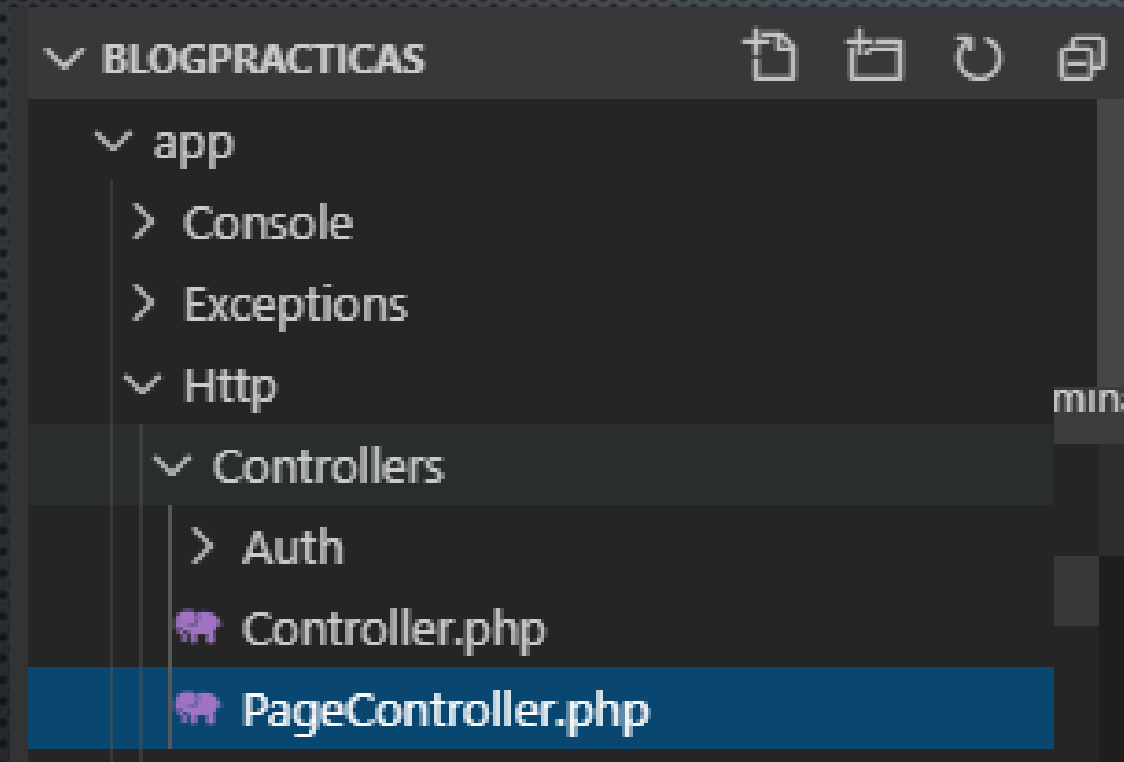 BLOGPRACTICAS
app
Console
Exceptions
Http
Controllers
Auth
Controller.php
PageController.php